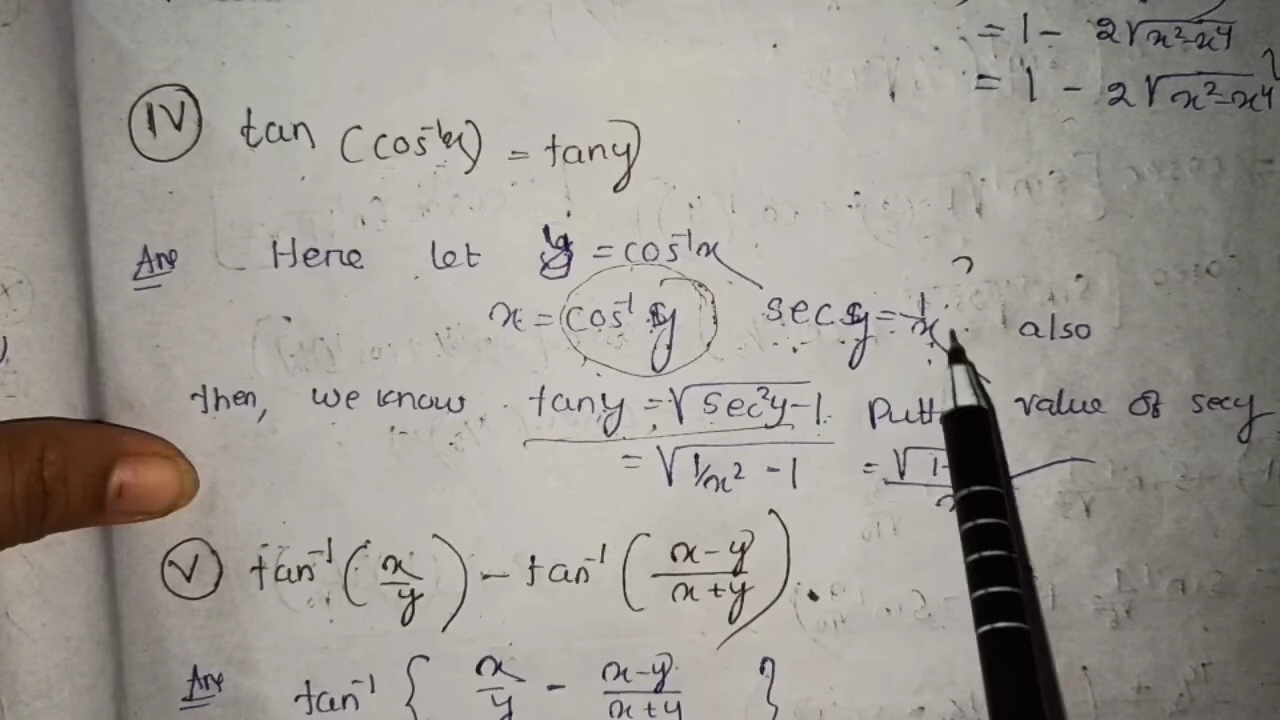 = 1 - 2√x²-x⁴
= 1 - 2√x²-x⁴
IV tan (cos⁻¹x) = tany
Ans Here let y = cos⁻¹x
x = cos⁻¹ y sec y = 1/x ? also
Then, we know tany = √sec²y-1. Putt value of secy
= √1/x² - 1 = √1-
V tan⁻¹(x/y) - tan⁻¹(x-y/x+y).
Ans tan⁻¹ { x/y - x-y/x+y }